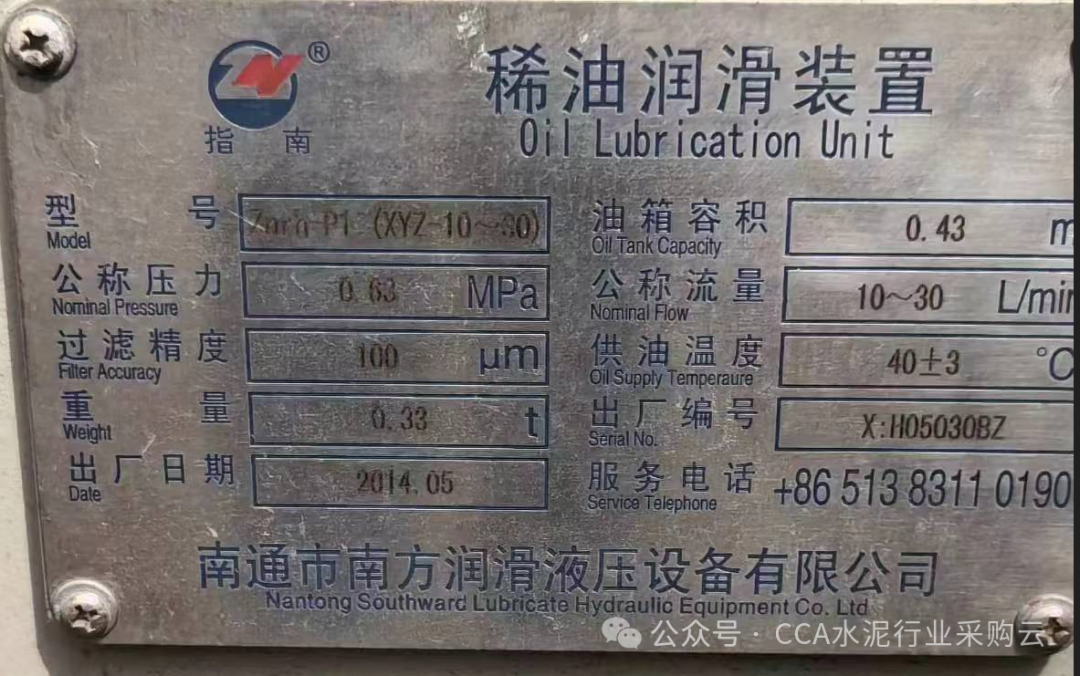 ZN®
指南
稀油润滑装置
Oil Lubrication Unit
型号 (XYZ-10~30)
Model
公称压力 0.63 MPa
Nominal Pressure
过滤精度 100 μm
Filter Accuracy
重量 0.33 t
Weight
出厂日期 2014.05
Date
油箱容积 0.43 m
Oil Tank Capacity
公称流量 10~30 L/min
Nominal Flow
供油温度 40±3 °C
Oil Supply Temperaure
出厂编号 X:H05030BZ
Serial No.
服务电话 +86 513 8311 0190
Service Telephone
南通市南方润滑液压设备有限公司
Nantong Southward Lubricate Hydraulic Equipment Co. Ltd
公众号·CCA水泥行业采购云